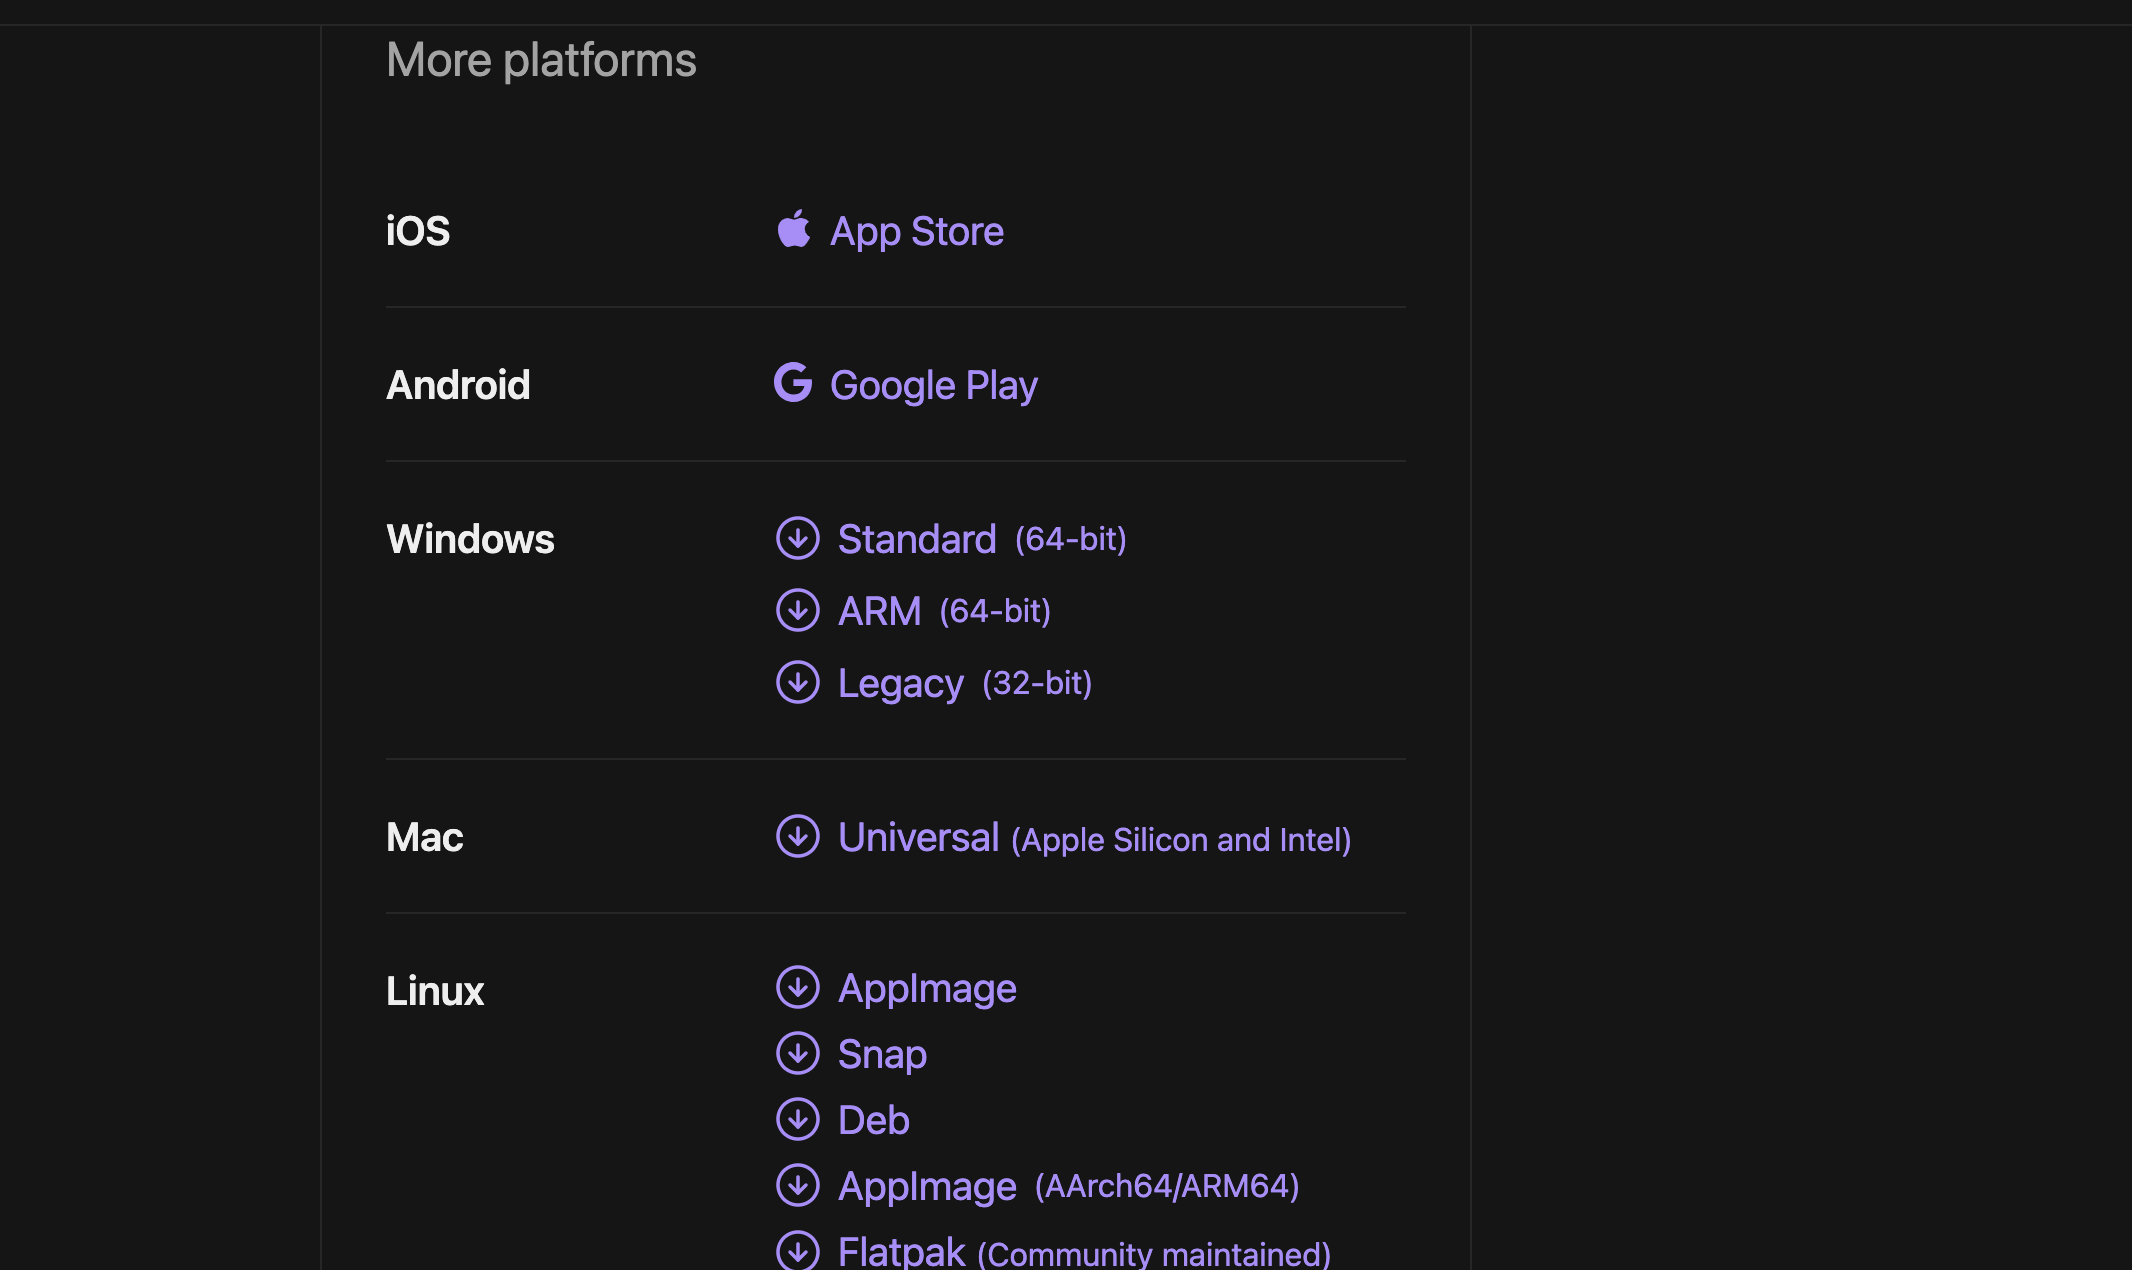 More platforms
iOS
App Store
Android
Google Play
Windows
Standard (64-bit)
ARM (64-bit)
Legacy (32-bit)
Mac
Universal (Apple Silicon and Intel)
Linux
AppImage
Snap
Deb
AppImage (AArch64/ARM64)
Flatpak (Community maintained)